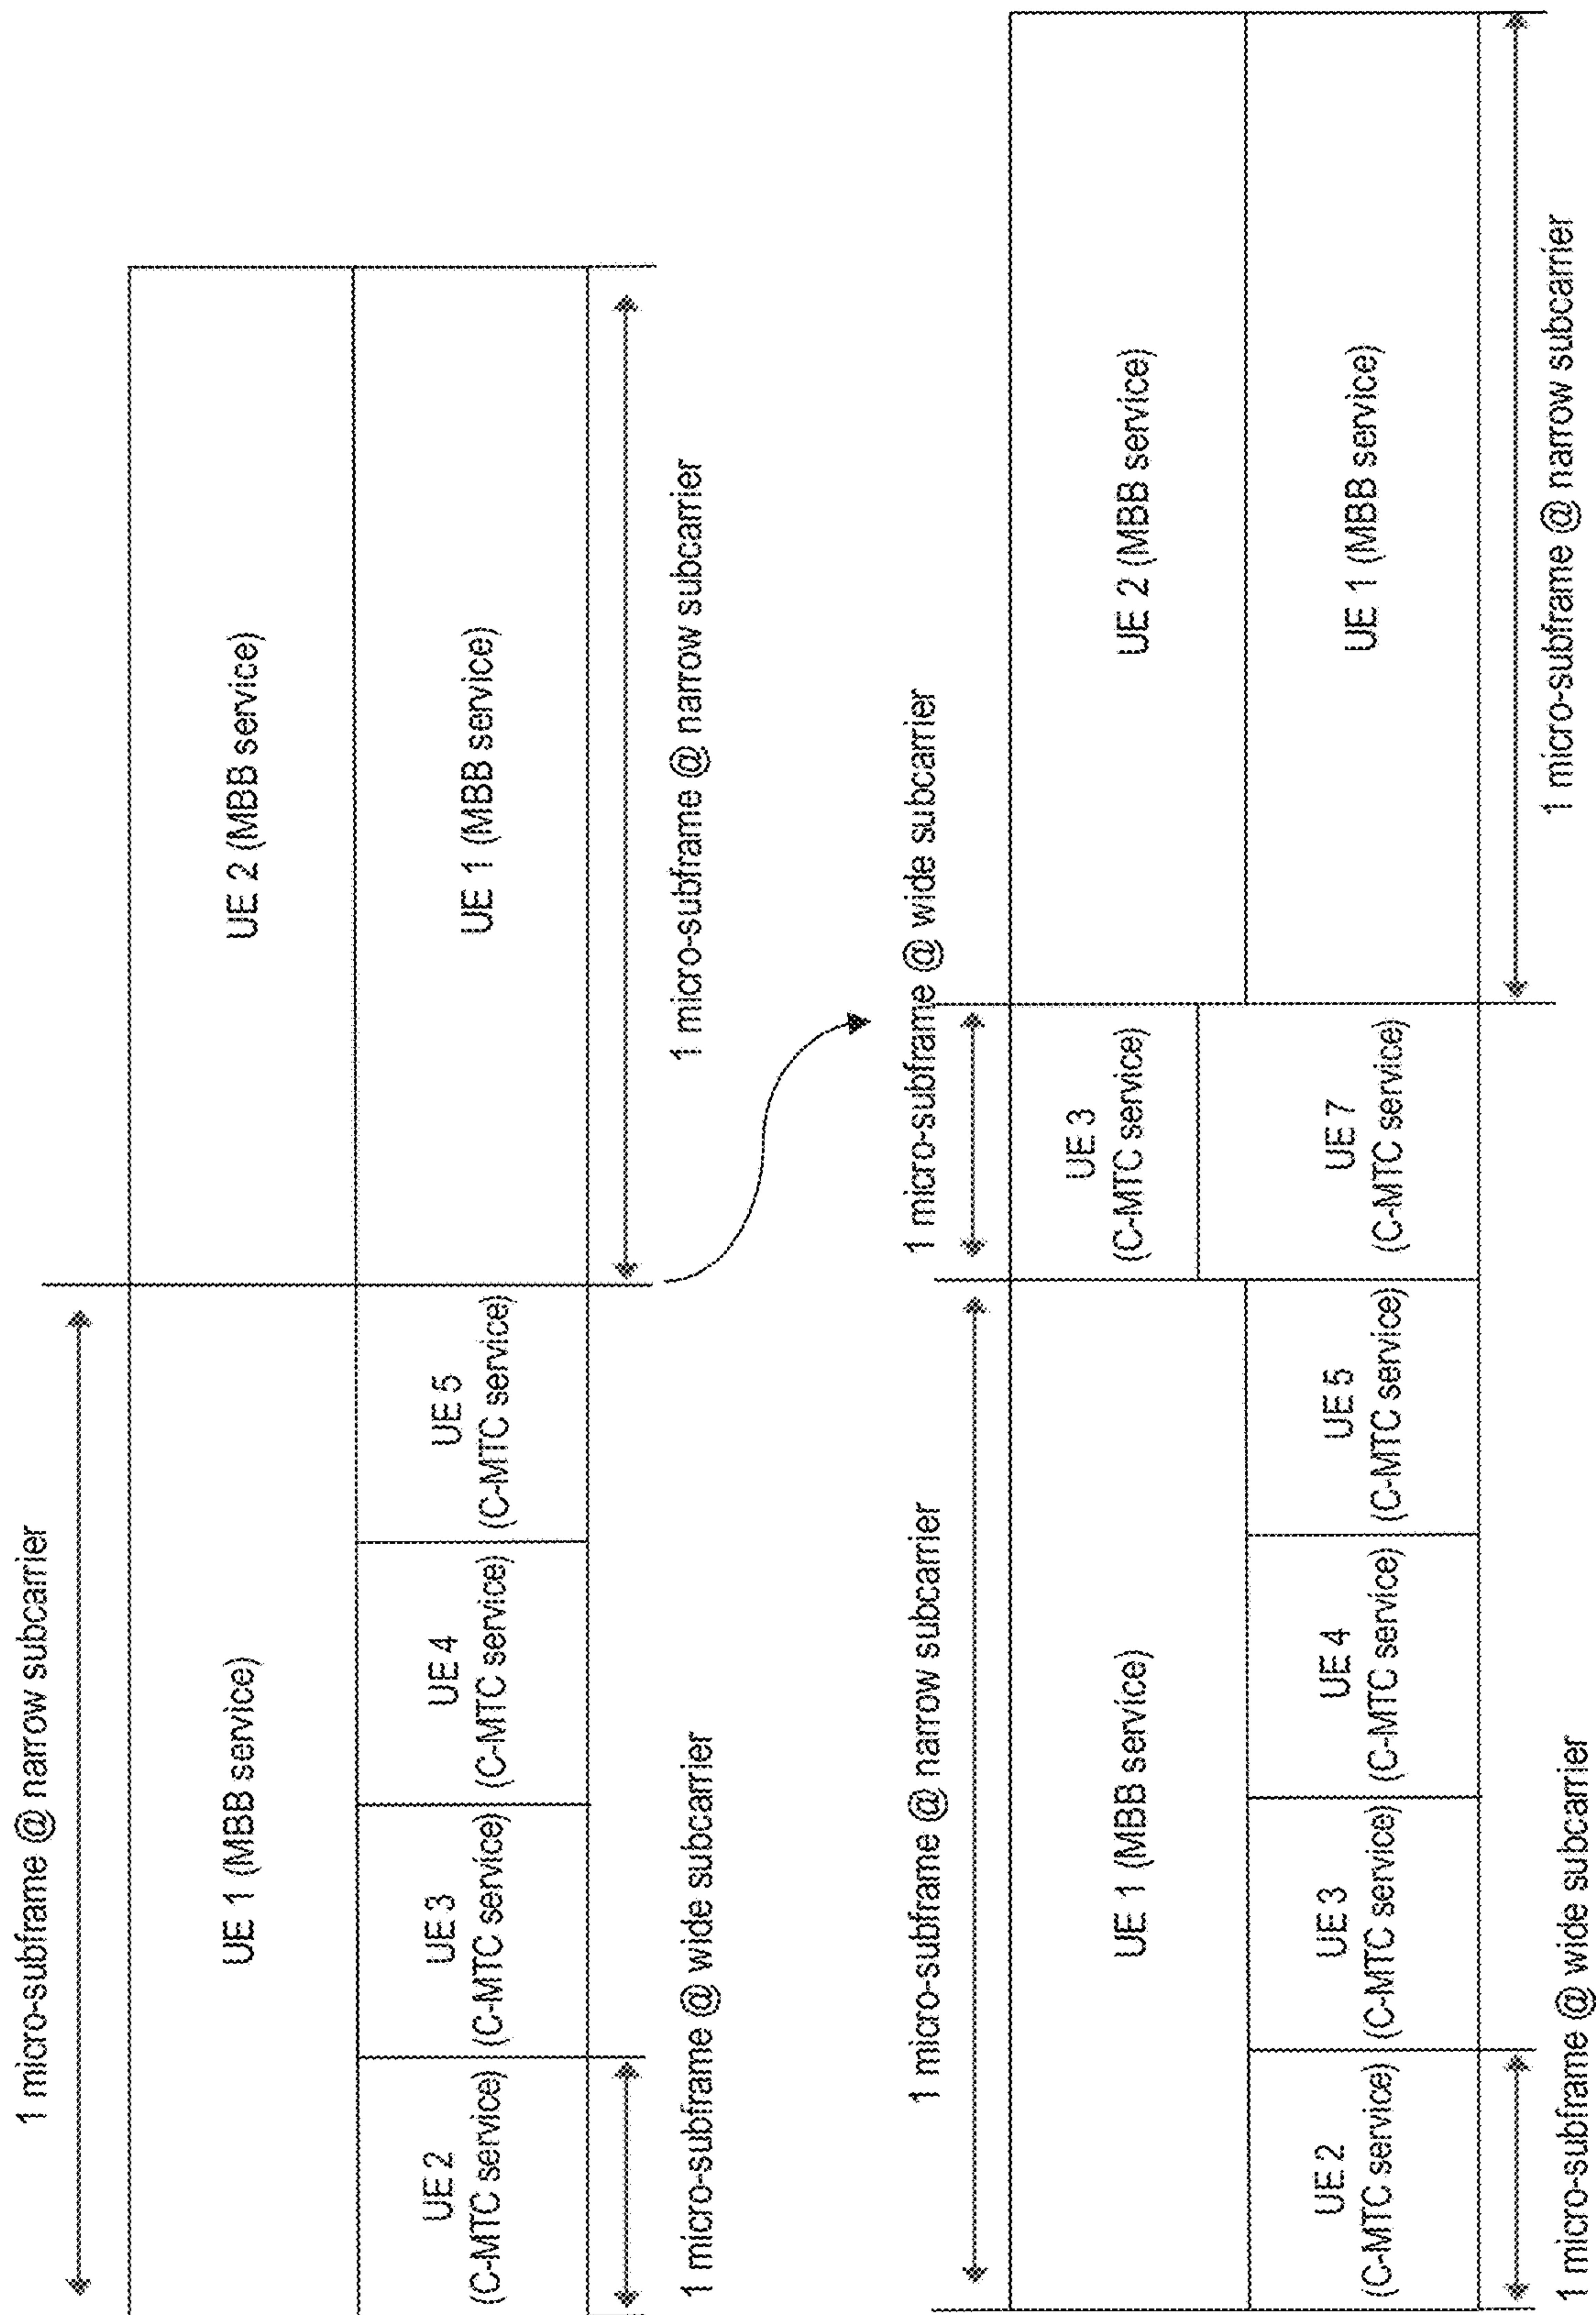 1 micro-subframe @ narrow subcarrier
UE 1 (MBB service)
UE 2 (MBB service)
UE 2
(C-MTC service)
UE 3
(C-MTC service)
UE 4
(C-MTC service)
UE 5
(C-MTC service)
UE 1 (MBB service)
1 micro-subframe @ wide subcarrier
1 micro-subframe @ narrow subcarrier
1 micro-subframe @ narrow subcarrier
1 micro-subframe @ wide subcarrier
UE 1 (MBB service)
UE 3
(C-MTC service)
UE 2 (MBB service)
UE 2
(C-MTC service)
UE 3
(C-MTC service)
UE 4
(C-MTC service)
UE 5
(C-MTC service)
UE 7
(C-MTC service)
UE 1 (MBB service)
1 micro-subframe @ wide subcarrier
1 micro-subframe @ narrow subcarrier